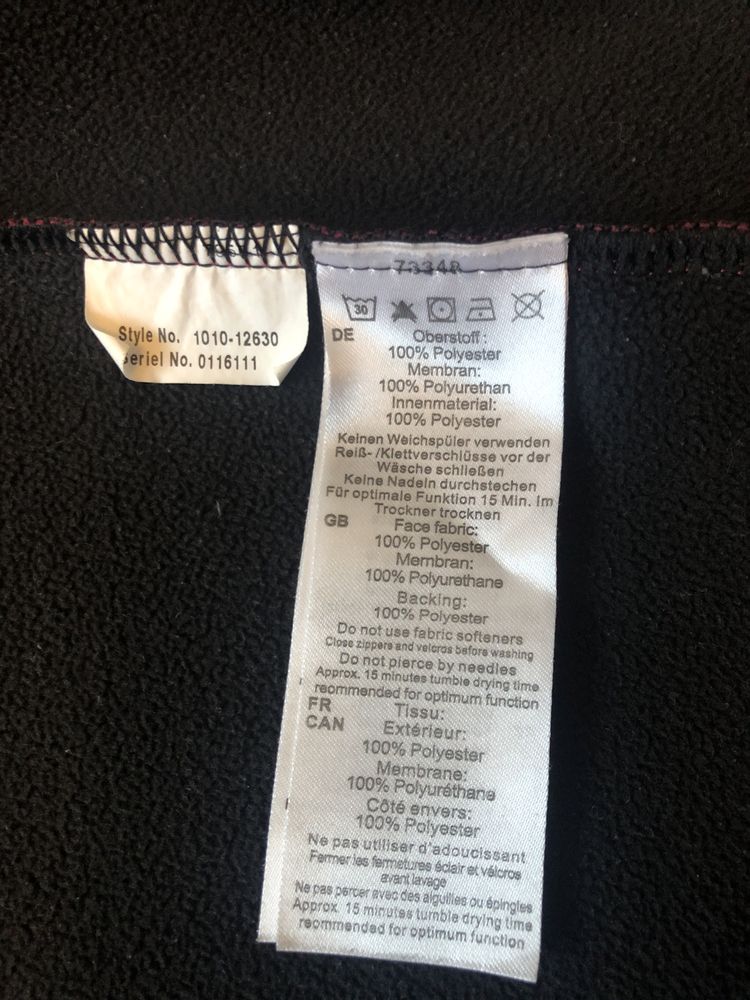 Style No. 1010-12630
eriel No. 0116111
30
DE
Oberstoff:
100% Polyester
Membran:
100% Polyurethan
Innenmaterial:
100% Polyester
Keinen Weichspüler verwenden
Reiß- /Klettverschlüsse vor der
Wäsche schließen
Keine Nadeln durchstechen
Für optimale Funktion 15 Min. im
Trockner trocknen
GB
Face fabric:
100% Polyester
Membran:
100% Polyurethane
Backing:
100% Polyester
Do not use fabric softeners
Close zippers and velcros before washing
Do not pierce by needles
Approx. 15 minutes tumble drying time
recommended for optimum function
FR
CAN
Tissu:
Extérieur:
100% Polyester
Membrane:
100% Polyuréthane
Côté envers:
100% Polyester
Ne pas utiliser d'adoucissant
Fermer les fermetures éclair et velcros
avant lavage
Ne pas percer avec des aiguilles ou épingles
Approx. 15 minutes tumble drying time
recommended for optimum function